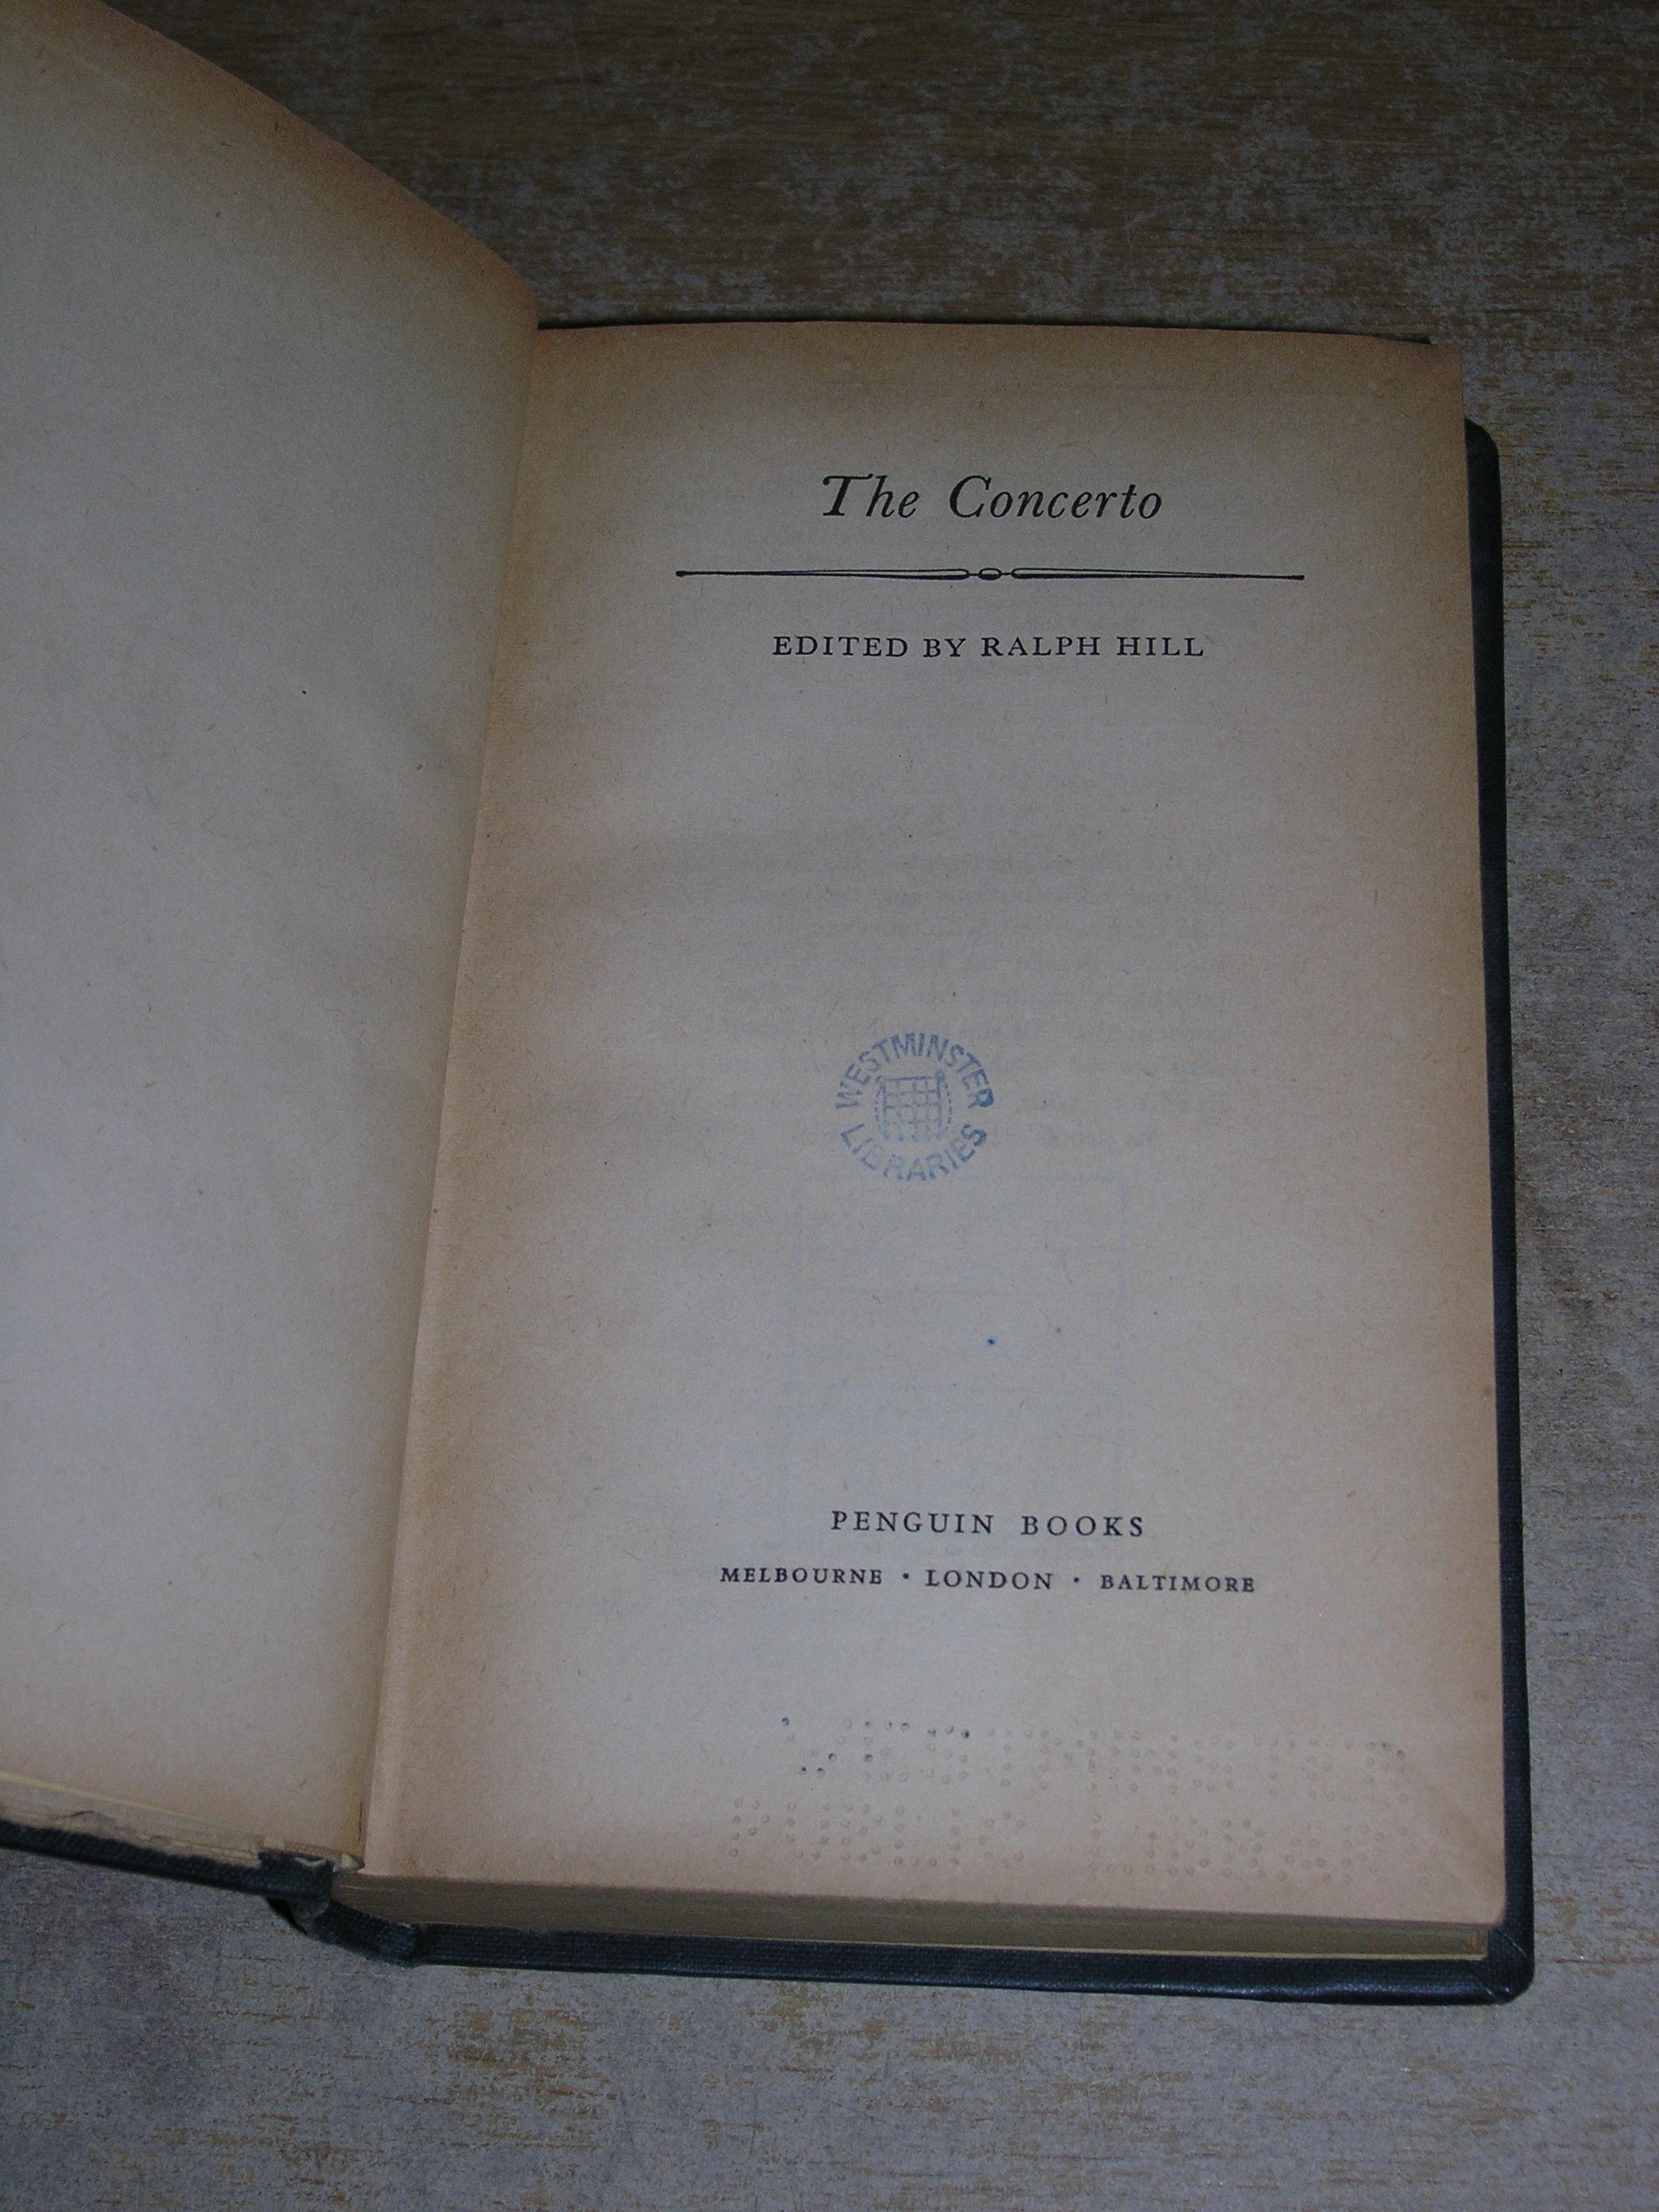 The Concerto
EDITED BY RALPH HILL
WESTMINSTER
LIBRARIES
PENGUIN BOOKS
MELBOURNE · LONDON · BALTIMORE